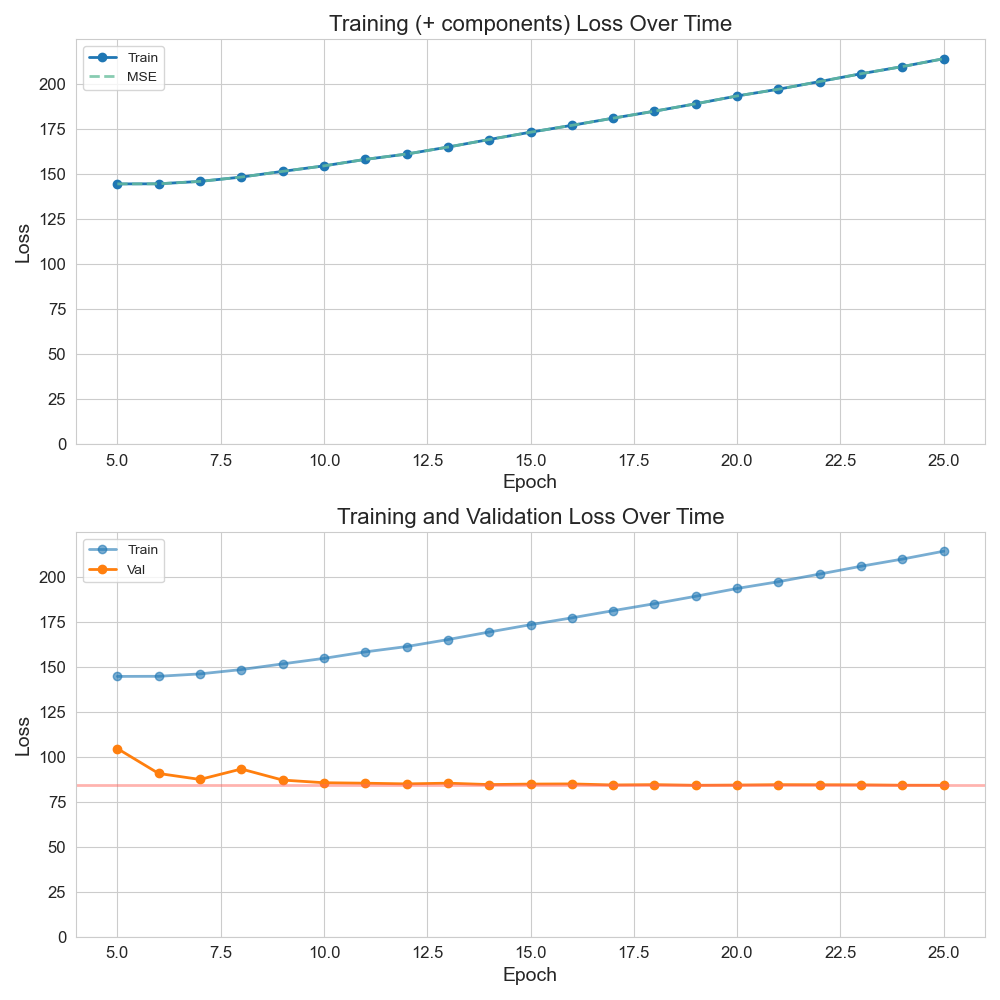 Training (+ components) Loss Over Time
Train
MSE
200
175
150
125
100
75
50
25
0
Loss
5.0 7.5 10.0 12.5 15.0 17.5 20.0 22.5 25.0
Epoch
Training and Validation Loss Over Time
Train
Val
200
175
150
125
100
75
50
25
0
Loss
5.0 7.5 10.0 12.5 15.0 17.5 20.0 22.5 25.0
Epoch